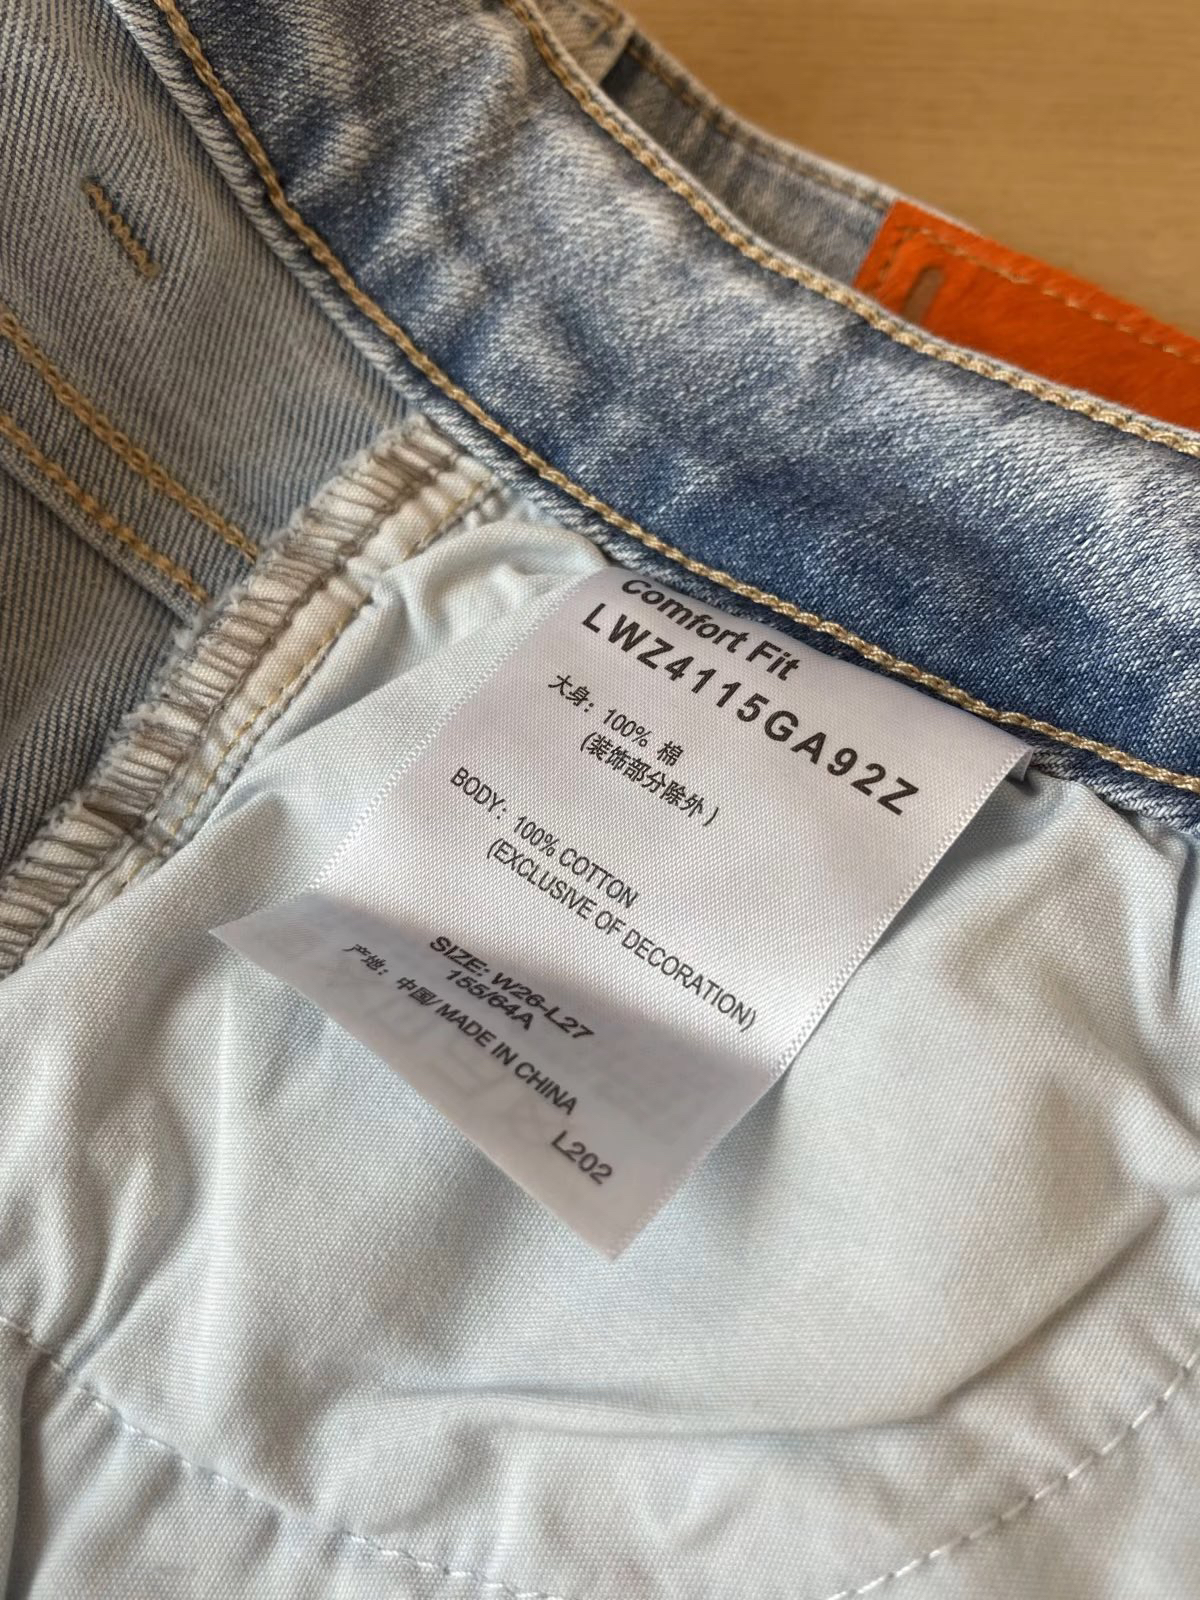 Comfort Fit
LWZ4115GA92Z
大身：100% 棉
(装饰部分除外)
BODY: 100% COTTON
(EXCLUSIVE OF DECORATION)
SIZE: W26-L27
155/64A
产地：中国/ MADE IN CHINA
L202